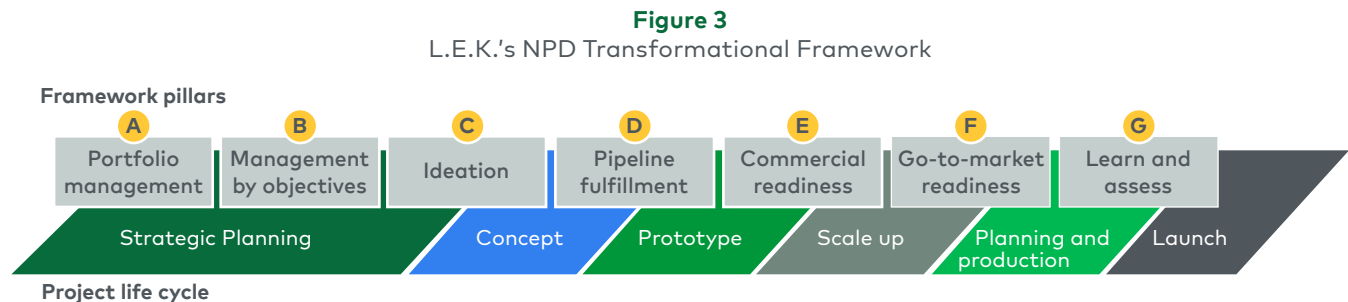 Figure 3
L.E.K.'s NPD Transformational Framework
Framework pillars
A
Portfolio
management
B
Management
by objectives
C
Ideation
D
Pipeline
fulfillment
E
Commercial
readiness
F
Go-to-market
readiness
G
Learn and
assess
Strategic Planning
Concept
Prototype
Scale up
Planning and
production
Launch
Project life cycle